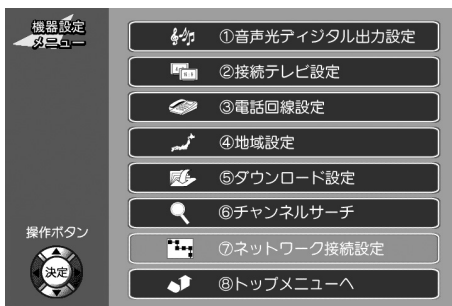 機器設定
メニュー
①音声光ディジタル出力設定
②接続テレビ設定
③電話回線設定
④地域設定
⑤ダウンロード設定
⑥チャンネルサーチ
⑦ネットワーク接続設定
⑧トップメニューへ
操作ボタン
決定